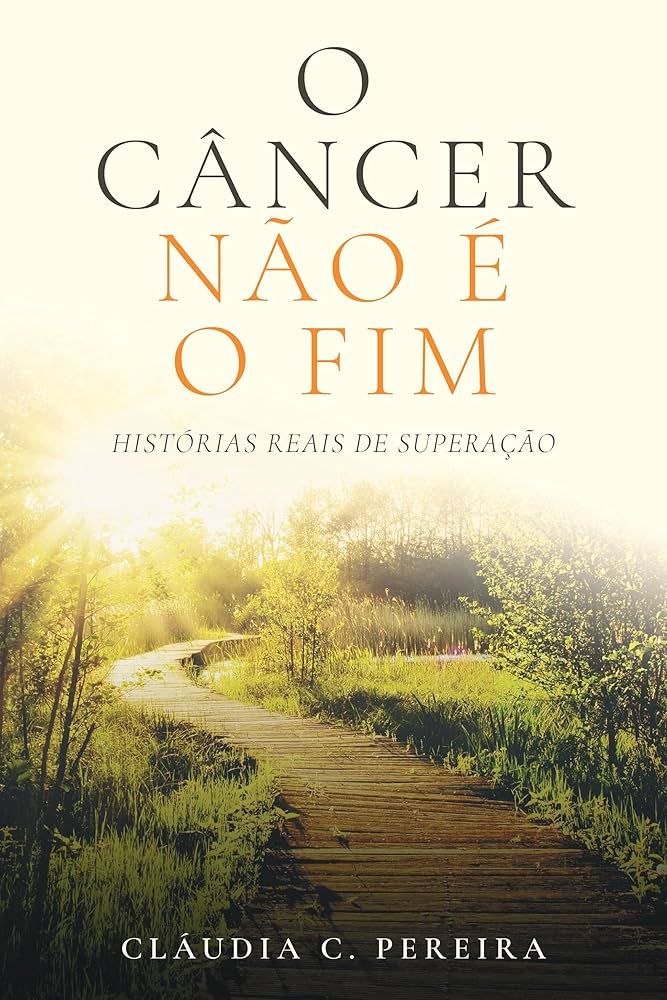 O
CÂNCER
NÃO É
O FIM
HISTÓRIAS REAIS DE SUPERAÇÃO
CLÁUDIA C. PEREIRA